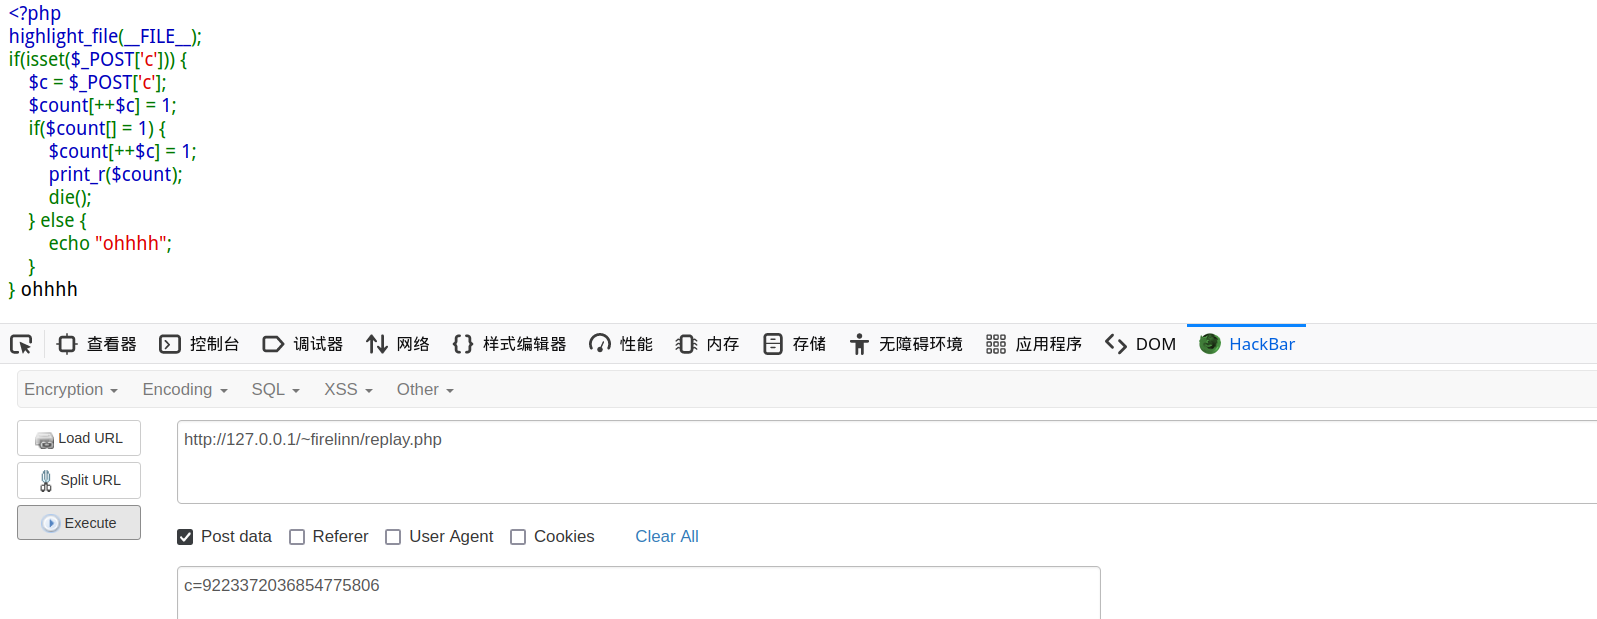 <?php
highlight_file(__FILE__);
if(isset($_POST['c'])) {
    $c = $_POST['c'];
    $count[++$c] = 1;
    if($count[] = 1) {
        $count[++$c] = 1;
        print_r($count);
        die();
    } else {
        echo "ohhhh";
    }
} ohhhh
查看器 控制台 调试器 网络 样式编辑器 性能 内存 存储 无障碍环境 应用程序 DOM HackBar
Encryption Encoding SQL XSS Other
Load URL http://127.0.0.1/~firelinn/replay.php
Split URL
Execute
Post data Referer User Agent Cookies Clear All
c=9223372036854775806